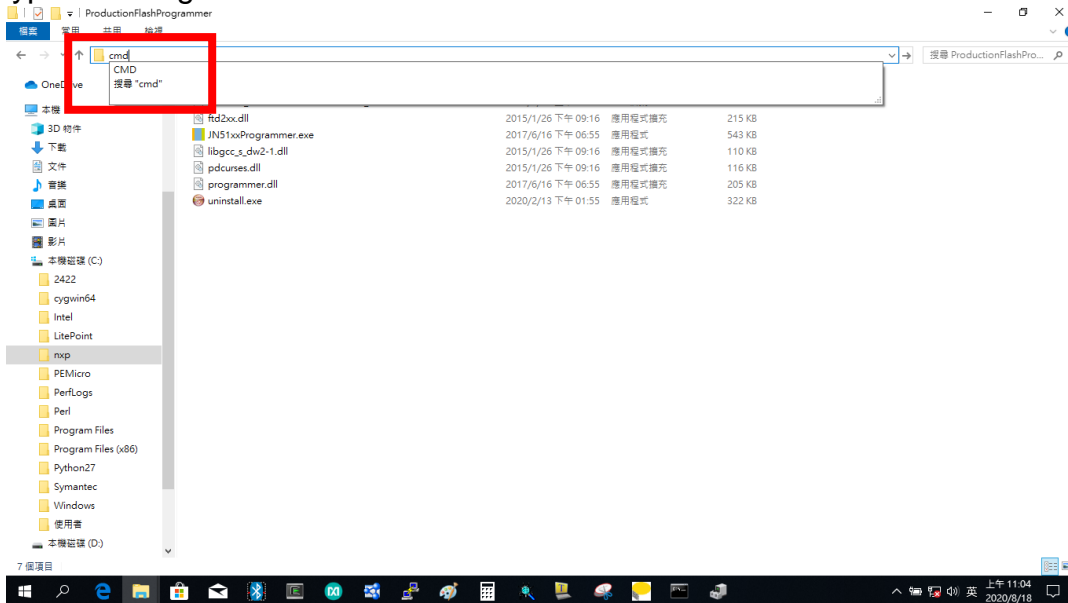 ProductionFlashProgrammer
檔案 常用 共用 檢視
cmd
搜尋 ProductionFlashPro...
CMD
搜尋 "cmd"
OneDrive
本機
3D 物件
下載
文件
音樂
桌面
圖片
影片
本機磁碟 (C:)
2422
cygwin64
Intel
LitePoint
nxp
PEMicro
PerfLogs
Perl
Program Files
Program Files (x86)
Python27
Symantec
Windows
使用者
本機磁碟 (D:)
ftd2xx.dll 2015/1/26 下午 09:16 應用程式擴充 215 KB
JN51xxProgrammer.exe 2017/6/16 下午 06:55 應用程式 543 KB
libgcc_s_dw2-1.dll 2015/1/26 下午 09:16 應用程式擴充 110 KB
pdcurses.dll 2015/1/26 下午 09:16 應用程式擴充 116 KB
programmer.dll 2017/6/16 下午 06:55 應用程式擴充 205 KB
uninstall.exe 2020/2/13 下午 01:55 應用程式 322 KB
7 個項目
英
上午 11:04
2020/8/18